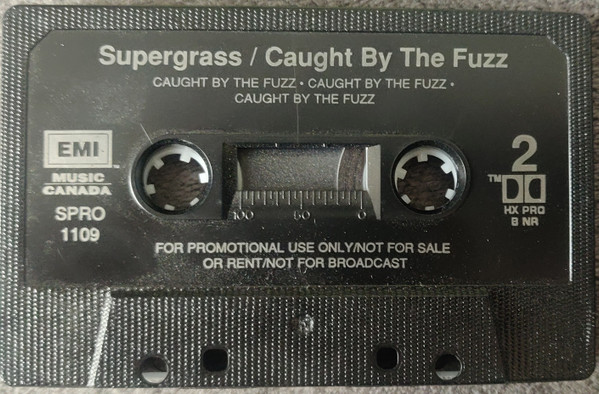 Supergrass / Caught By The Fuzz
CAUGHT BY THE FUZZ • CAUGHT BY THE FUZZ •
CAUGHT BY THE FUZZ
EMI
MUSIC
CANADA
SPRO
1109
2
TM
HX PRO
B NR
100 50 0
FOR PROMOTIONAL USE ONLY/NOT FOR SALE
OR RENT/NOT FOR BROADCAST